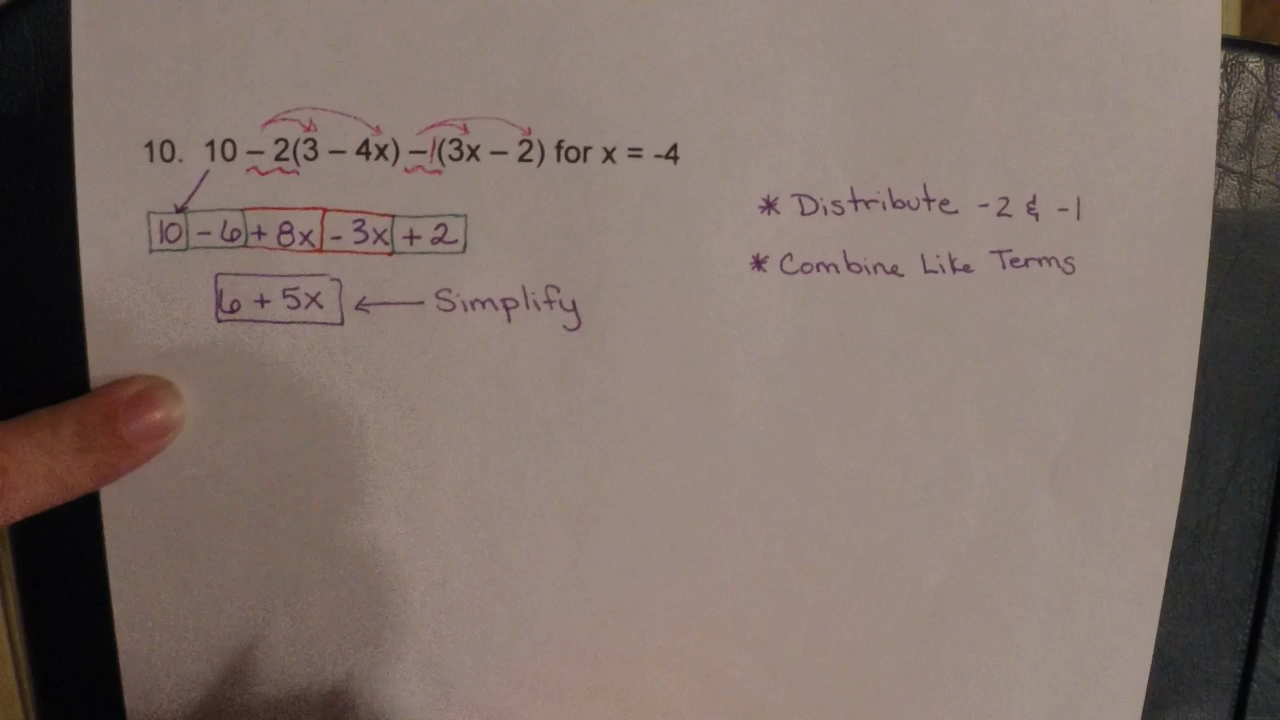 10. 10 – 2(3 – 4x) –1(3x – 2) for x = -4
10 - 6 + 8x - 3x + 2
6 + 5x ← Simplify
* Distribute -2 & -1
* Combine Like Terms